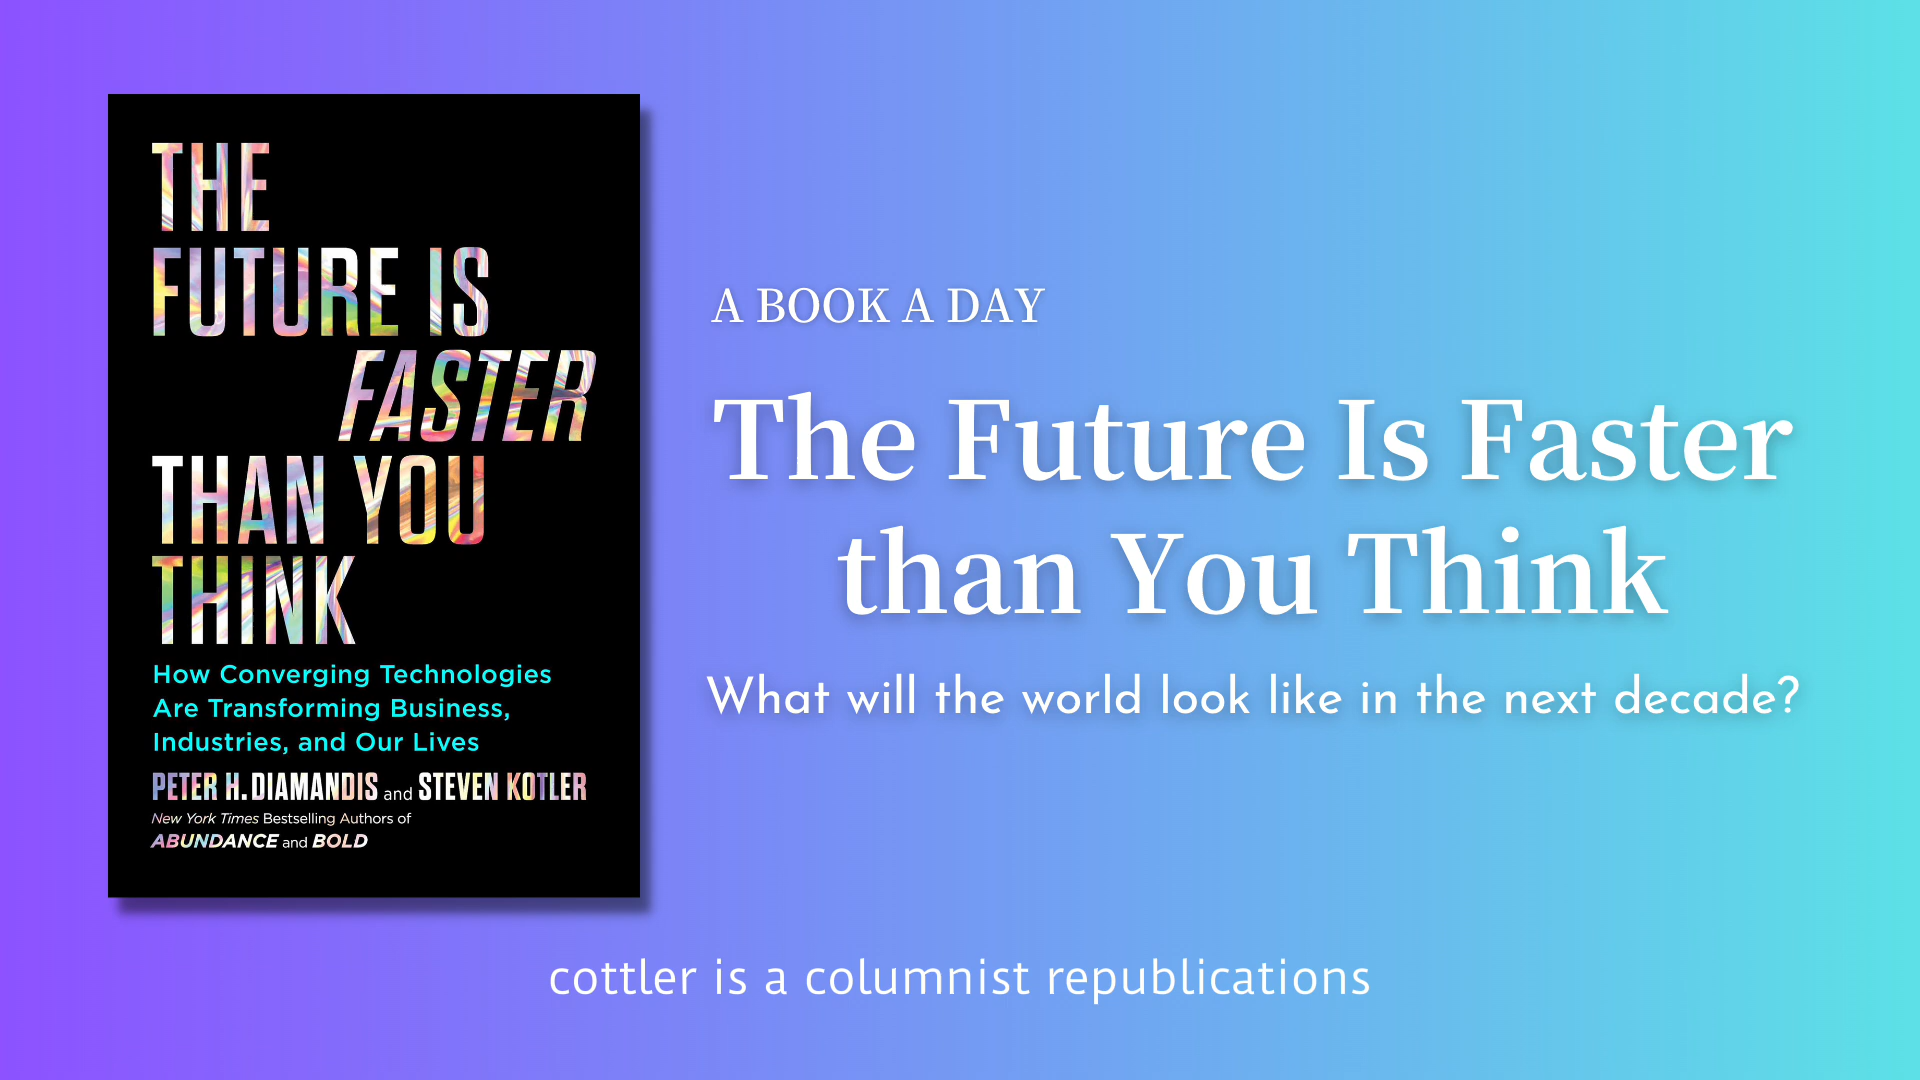 THE
FUTURE IS
FASTER
THAN YOU
THINK
How Converging Technologies
Are Transforming Business,
Industries, and Our Lives
PETER H. DIAMANDIS and STEVEN KOTLER
New York Times Bestselling Authors of
ABUNDANCE and BOLD
A BOOK A DAY
The Future Is Faster
than You Think
What will the world look like in the next decade?
cottler is a columnist republications